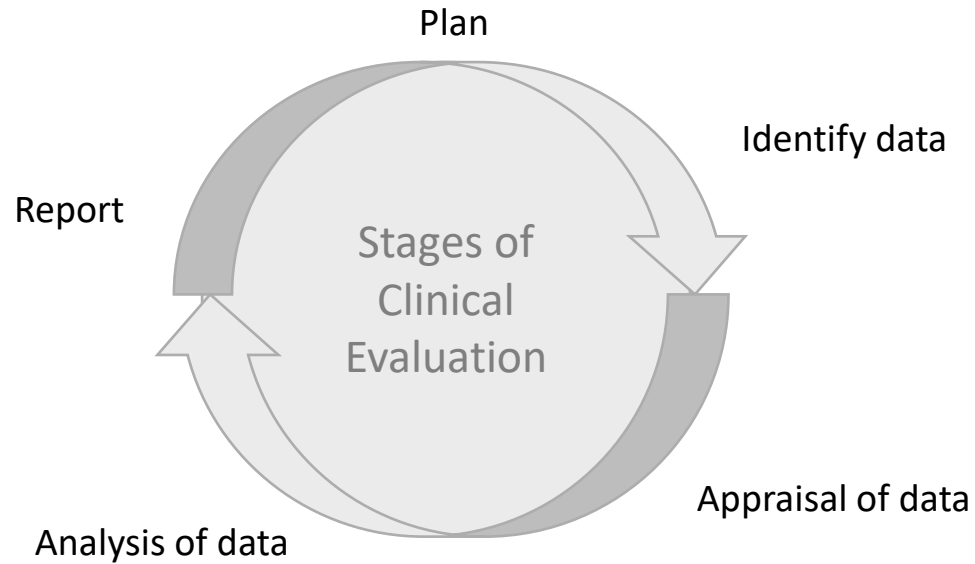 Plan
Identify data
Report
Stages of
Clinical
Evaluation
Appraisal of data
Analysis of data